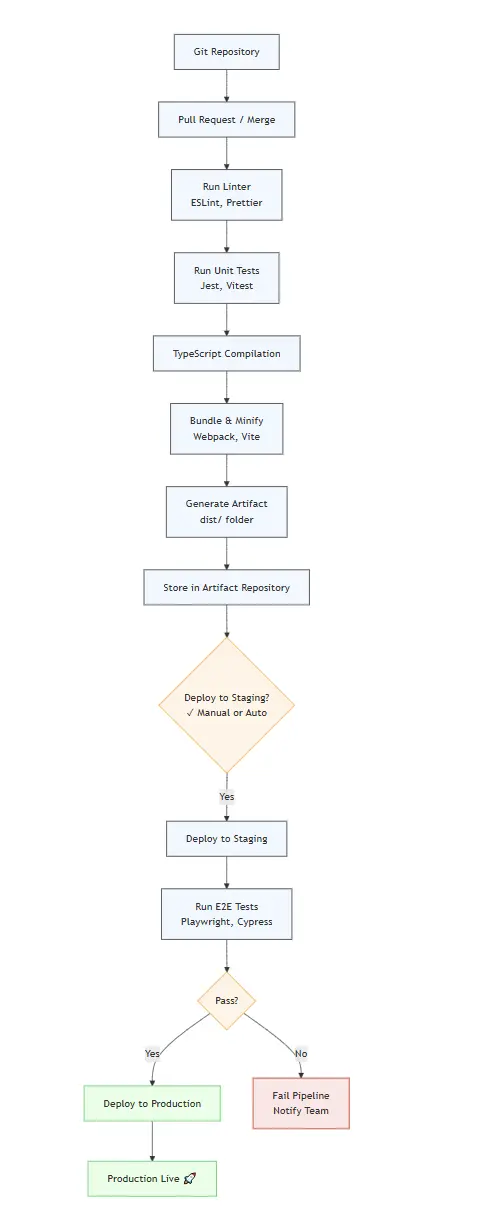 Git Repository
Pull Request / Merge
Run Linter
ESLint, Prettier
Run Unit Tests
Jest, Vitest
TypeScript Compilation
Bundle & Minify
Webpack, Vite
Generate Artifact
dist/ folder
Store in Artifact Repository
Deploy to Staging?
✓ Manual or Auto
Yes
Deploy to Staging
Run E2E Tests
Playwright, Cypress
Pass?
Yes
No
Deploy to Production
Fail Pipeline
Notify Team
Production Live 🚀